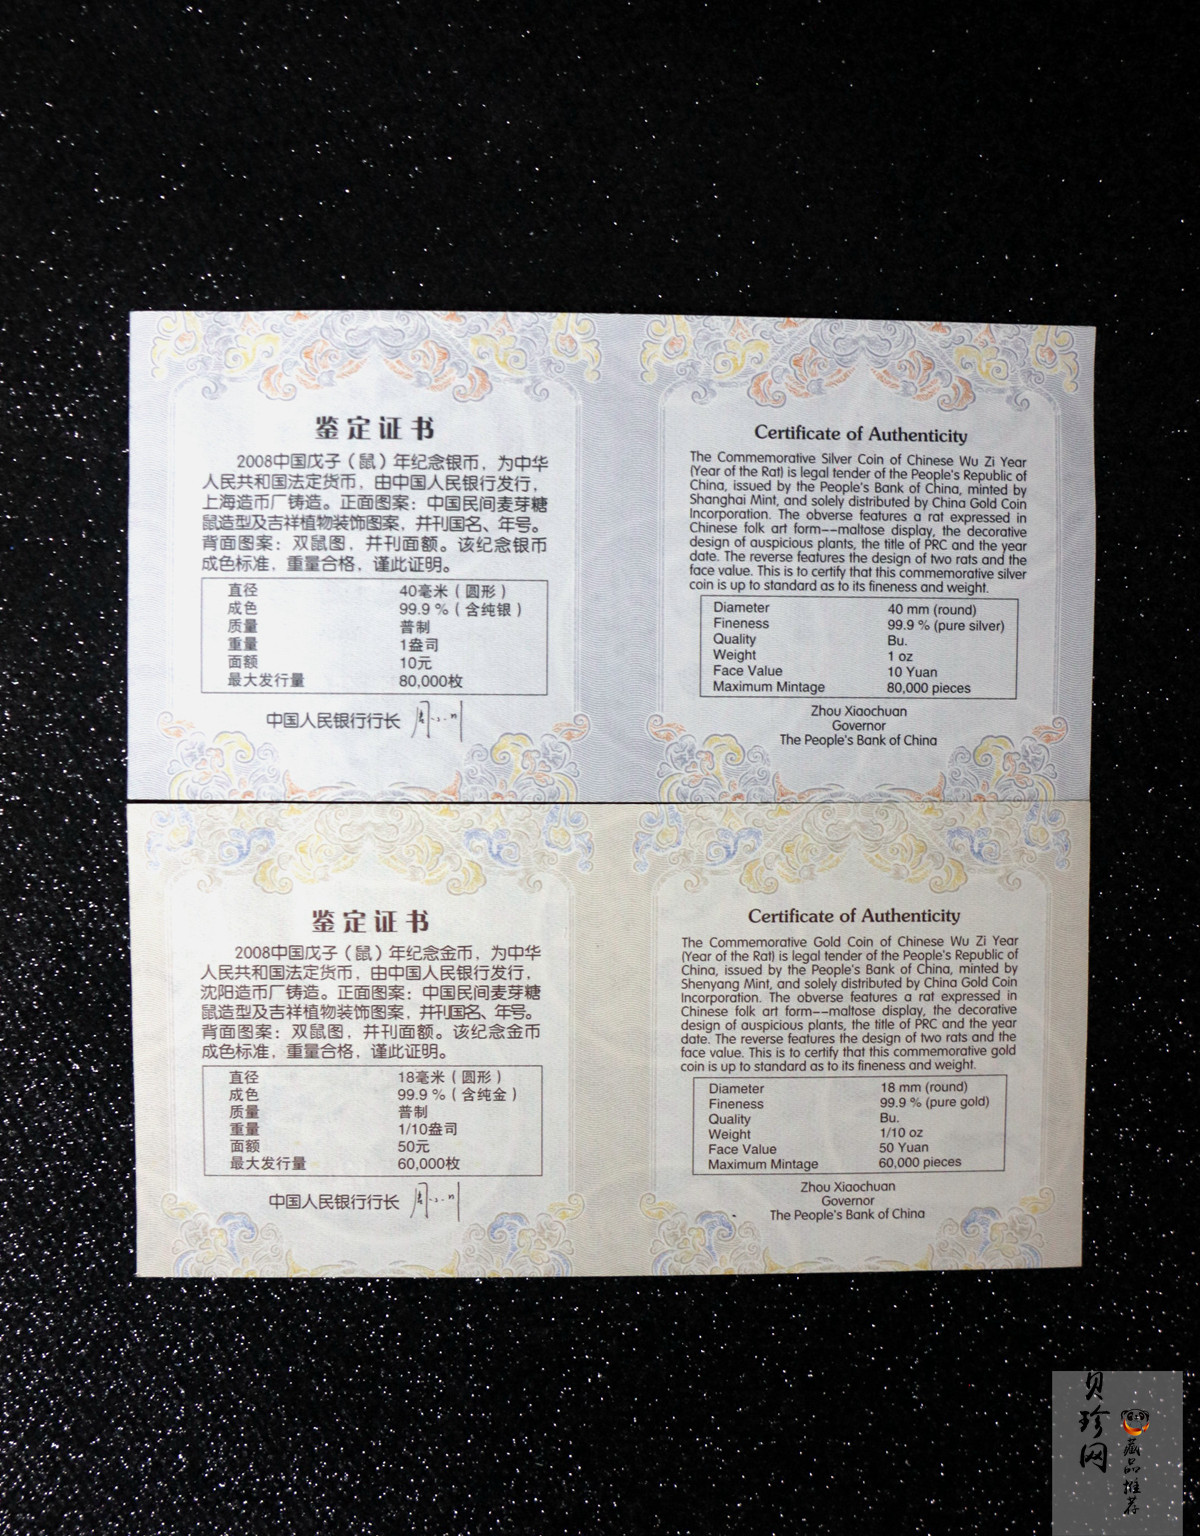 鉴定证书
2008中国戊子（鼠）年纪念银币，为中华
人民共和国法定货币，由中国人民银行发行，
上海造币厂铸造。正面图案：中国民间麦芽糖
鼠造型及吉祥植物装饰图案，并刊国名、年号。
背面图案：双鼠图，并刊面额。该纪念银币
成色标准，重量合格，谨此证明。
直径 40毫米（圆形）
成色 99.9 %（含纯银）
质量 普制
重量 1盎司
面额 10元
最大发行量 80,000枚
中国人民银行行长
Certificate of Authenticity
The Commemorative Silver Coin of Chinese Wu Zi Year
(Year of the Rat) is legal tender of the People's Republic of
China, issued by the People's Bank of China, minted by
Shanghai Mint, and solely distributed by China Gold Coin
Incorporation. The obverse features a rat expressed in
Chinese folk art form--maltose display, the decorative
design of auspicious plants, the title of PRC and the year
date. The reverse features the design of two rats and the
face value. This is to certify that this commemorative silver
coin is up to standard as to its fineness and weight.
Diameter 40 mm (round)
Fineness 99.9 % (pure silver)
Quality Bu.
Weight 1 oz
Face Value 10 Yuan
Maximum Mintage 80,000 pieces
Zhou Xiaochuan
Governor
The People's Bank of China
鉴定证书
2008中国戊子（鼠）年纪念金币，为中华
人民共和国法定货币，由中国人民银行发行，
沈阳造币厂铸造。正面图案：中国民间麦芽糖
鼠造型及吉祥植物装饰图案，并刊国名、年号。
背面图案：双鼠图，并刊面额。该纪念金币
成色标准，重量合格，谨此证明。
直径 18毫米（圆形）
成色 99.9 %（含纯金）
质量 普制
重量 1/10盎司
面额 50元
最大发行量 60,000枚
中国人民银行行长
Certificate of Authenticity
The Commemorative Gold Coin of Chinese Wu Zi Year
(Year of the Rat) is legal tender of the People's Republic of
China, issued by the People's Bank of China, minted by
Shenyang Mint, and solely distributed by China Gold Coin
Incorporation. The obverse features a rat expressed in
Chinese folk art form--maltose display, the decorative
design of auspicious plants, the title of PRC and the year
date. The reverse features the design of two rats and the
face value. This is to certify that this commemorative gold
coin is up to standard as to its fineness and weight.
Diameter 18 mm (round)
Fineness 99.9 % (pure gold)
Quality Bu.
Weight 1/10 oz
Face Value 50 Yuan
Maximum Mintage 60,000 pieces
Zhou Xiaochuan
Governor
The People's Bank of China
贝珍网
藏品推荐